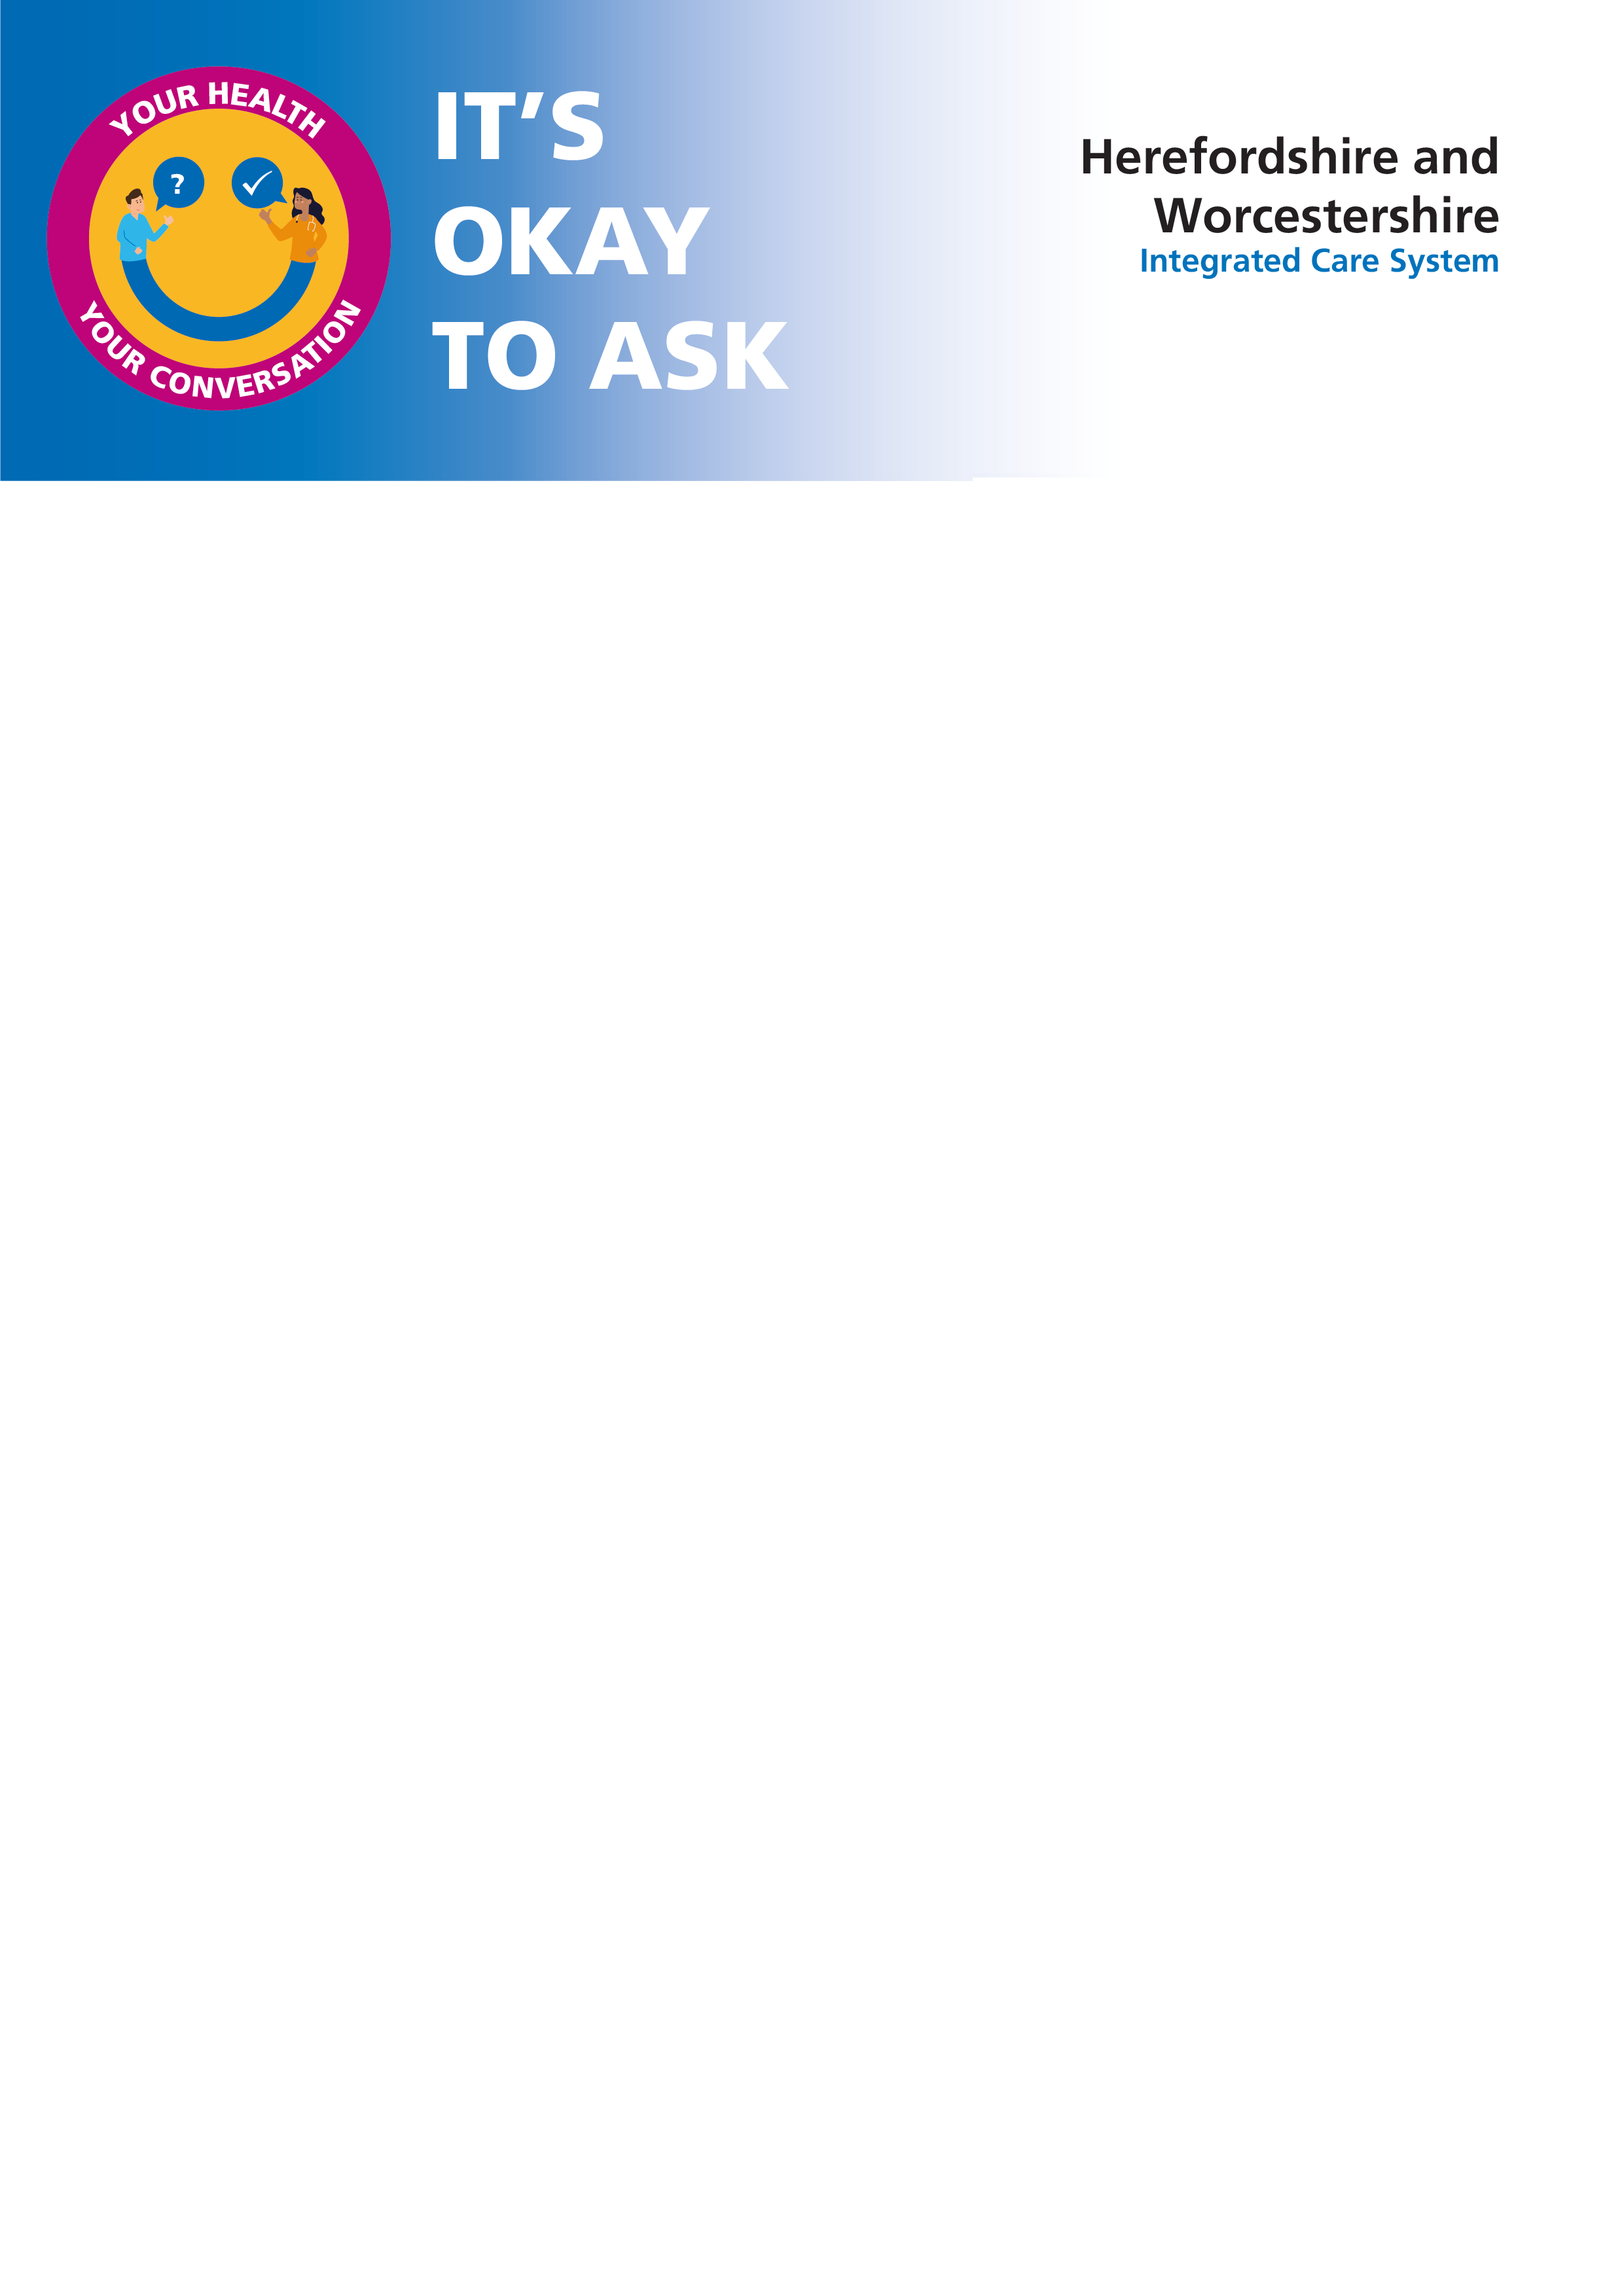 YOUR HEALTH
?
YOUR CONVERSATION
IT’S
OKAY
TO ASK
Herefordshire and
Worcestershire
Integrated Care System